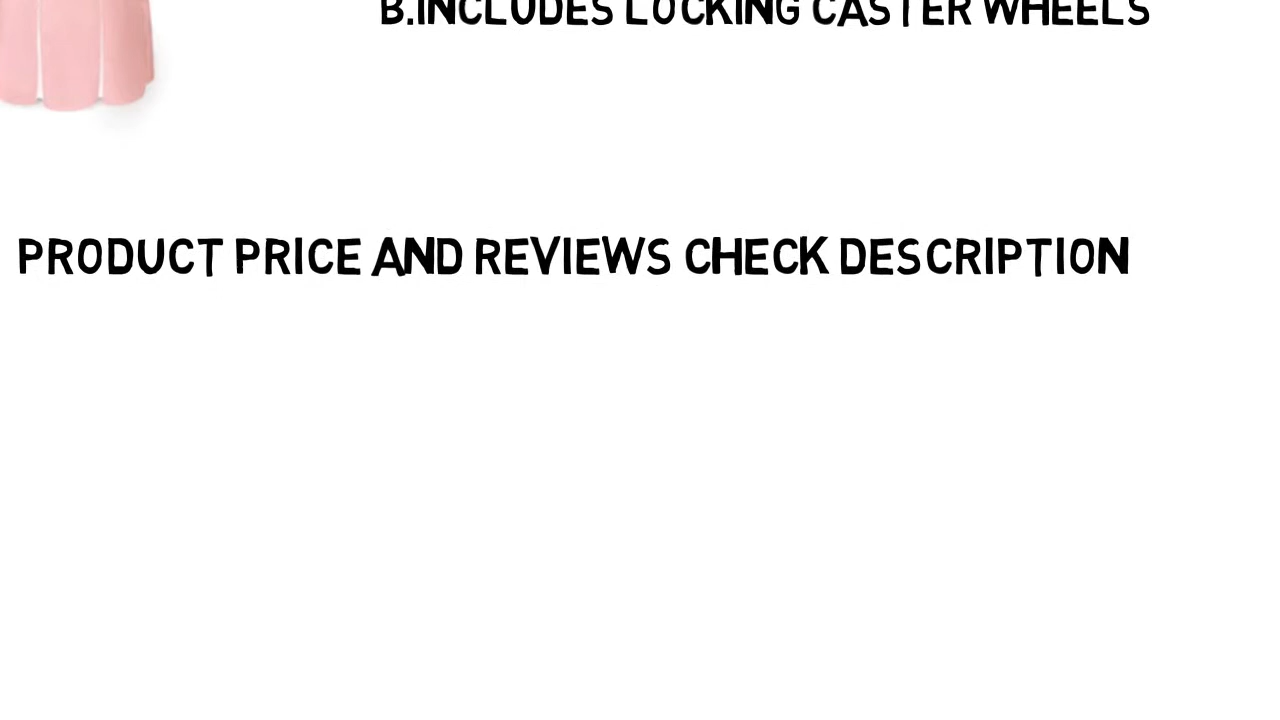 B.INCLUDES LOCKING CASTER WHEELS
PRODUCT PRICE AND REVIEWS CHECK DESCRIPTION